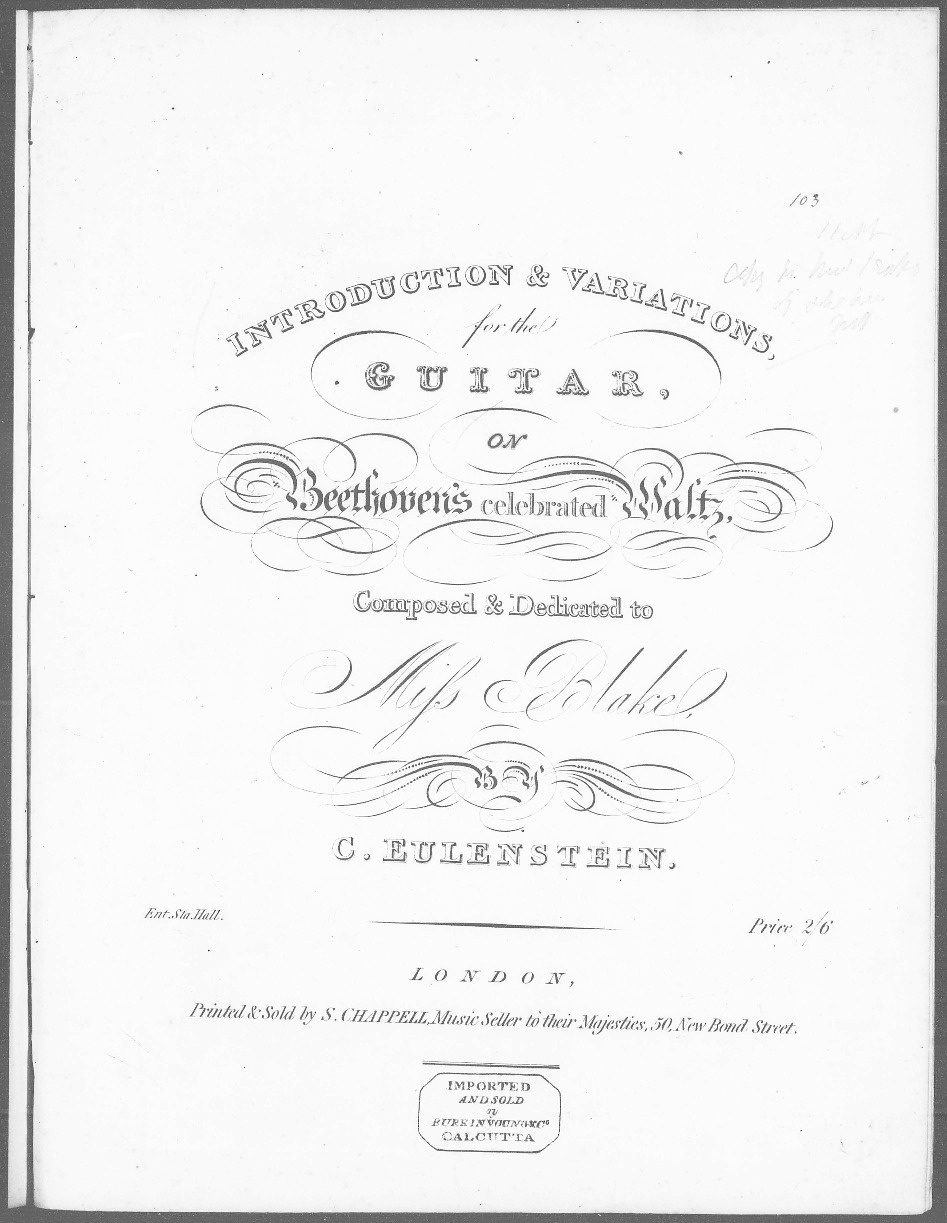 103
INTRODUCTION & VARIATIONS,
for the
GUITAR,
ON
"Beethoven's celebrated "Waltz,
Composed & Dedicated to
Miſs Blake,
BY
C. EULENSTEIN.
Ent. Sta. Hall.
Price 2/6
LONDON,
Printed & Sold by S. CHAPPELL, Music Seller to their Majesties, 50, New Bond Street.
IMPORTED
AND SOLD
BY
BURKINYOUNG & Co
CALCUTTA